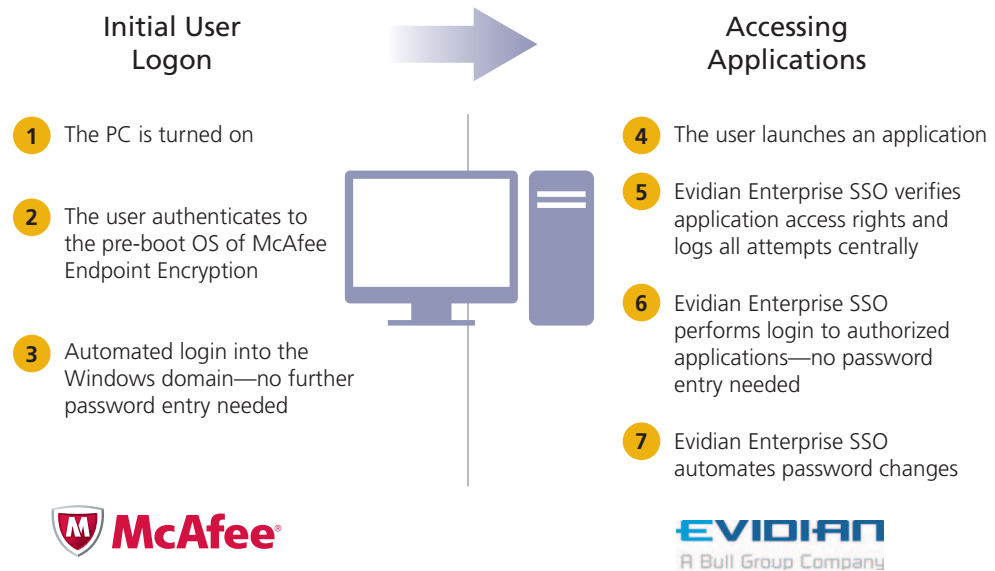 Initial User
Logon
1 The PC is turned on
2 The user authenticates to
the pre-boot OS of McAfee
Endpoint Encryption
3 Automated login into the
Windows domain—no further
password entry needed
McAfee®
Accessing
Applications
4 The user launches an application
5 Evidian Enterprise SSO verifies
application access rights and
logs all attempts centrally
6 Evidian Enterprise SSO
performs login to authorized
applications—no password
entry needed
7 Evidian Enterprise SSO
automates password changes
EVIDIAN
A Bull Group Company